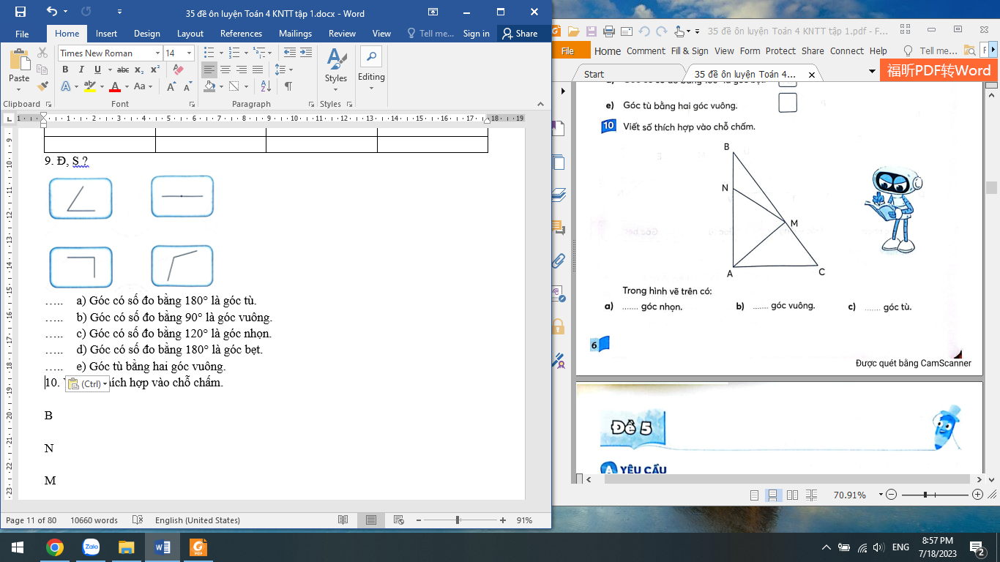 35 đề ôn luyện Toán 4 KNTT tập 1.docx - Word
File
Home
Insert
Design
Layout
References
Mailings
Review
View
Tell me...
Sign in
Share
Times New Roman
14
Paste
Clipboard
Font
Paragraph
Styles
Styles
Editing
9. Đ, S ?
….. a) Góc có số đo bằng 180° là góc tù.
….. b) Góc có số đo bằng 90° là góc vuông.
….. c) Góc có số đo bằng 120° là góc nhọn.
….. d) Góc có số đo bằng 180° là góc bẹt.
….. e) Góc tù bằng hai góc vuông.
10.
(Ctrl)
hích hợp vào chỗ chấm.
B
N
M
Page 11 of 80
10660 words
English (United States)
91%
35 đề ôn luyện Toán 4 KNTT tập 1.pdf - F...
File
Home
Comment
Fill & Sign
View
Form
Protect
Share
Connect
Help
Tell me...
Start
35 đề ôn luyện Toán 4...
福昕PDF转Word
e) Góc tù bằng hai góc vuông.
10 Viết số thích hợp vào chỗ chấm.
B
N
M
A
C
Trong hình vẽ trên có:
a) ....... góc nhọn.
b) ....... góc vuông.
c) ....... góc tù.
6
Được quét bằng CamScanner
Đề 5
A YÊU CẦU
70.91%
Zalo
PDF
ENG
8:57 PM
7/18/2023
2